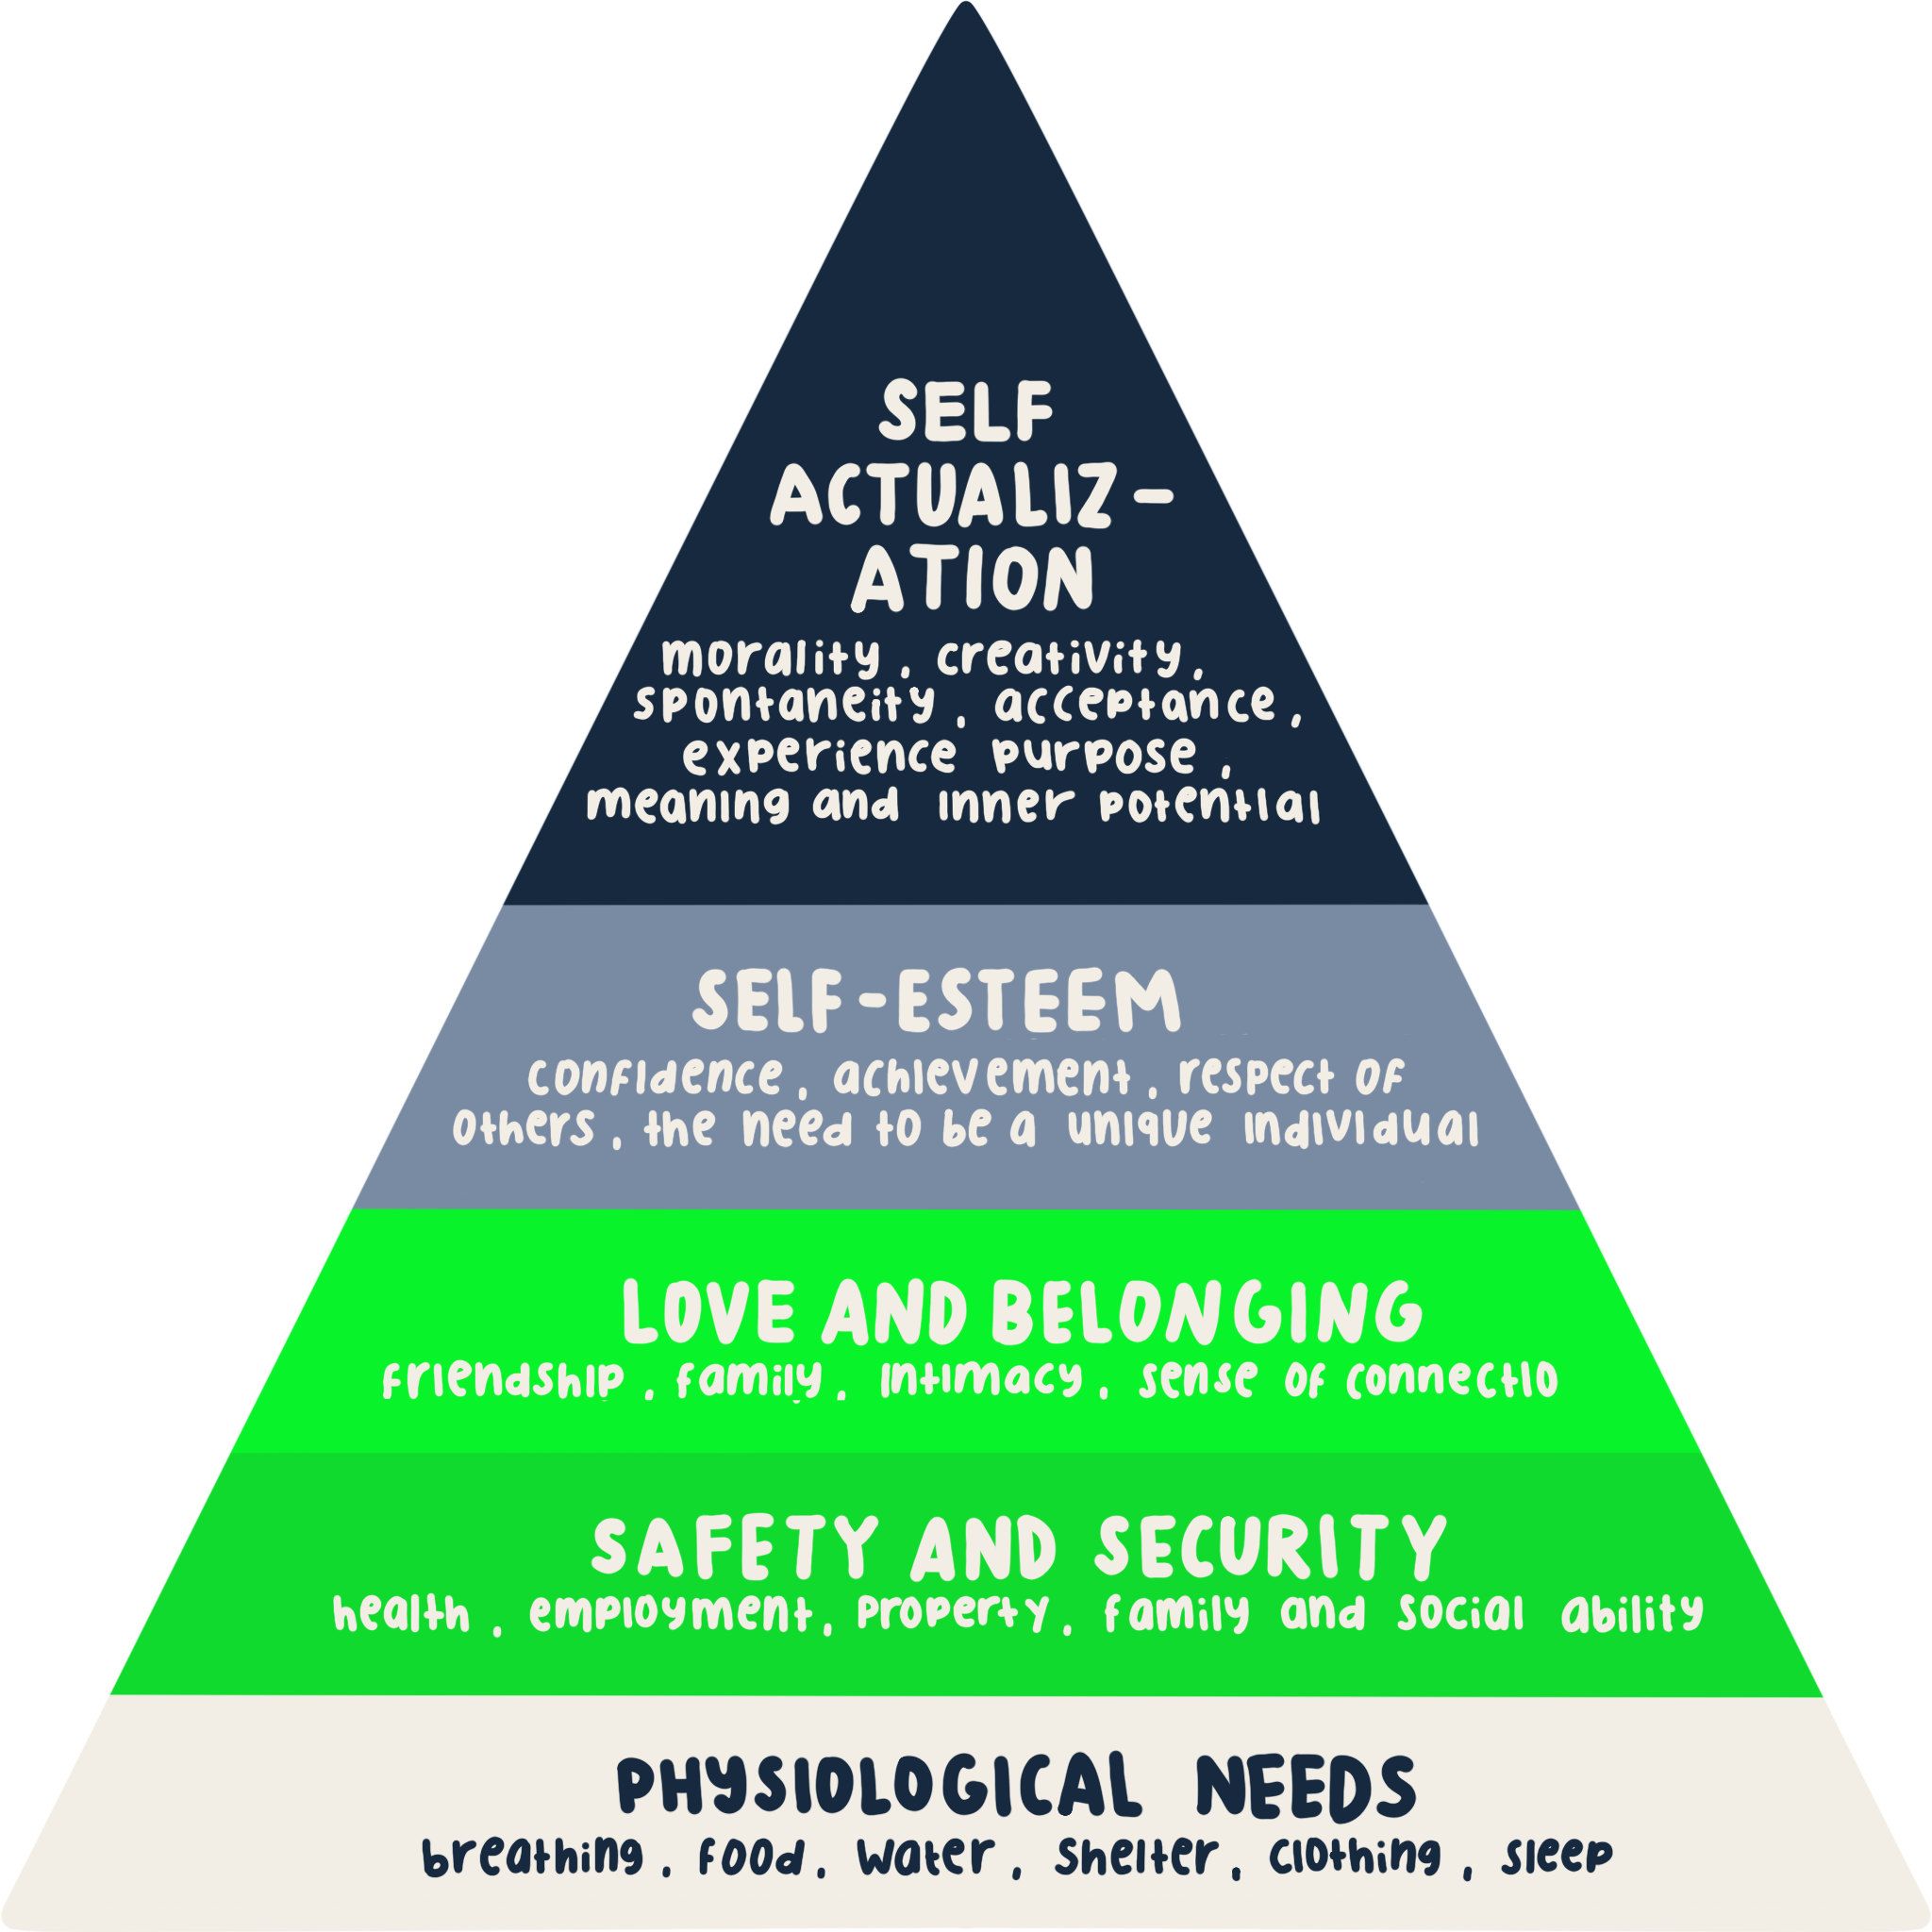 SELF
ACTUALIZ-
ATION
morality, creativity,
spontaneity, acceptance,
experience purpose,
meaning and inner potential
SELF-ESTEEM
confidence, achievement, respect of
others, the need to be a unique individual
LOVE AND BELONGING
friendship, family, intimacy, sense of connectio
SAFETY AND SECURITY
health, employment, property, family and social ability
PHYSIOLOGICAL NEEDS
breathing, food, water, shelter, clothing, sleep